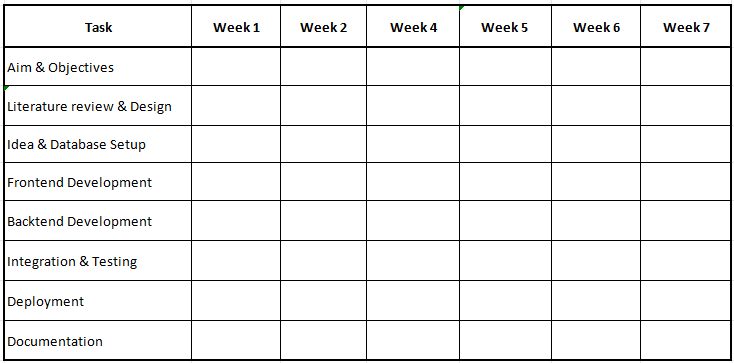 Task Week 1 Week 2 Week 4 Week 5 Week 6 Week 7
Aim & Objectives
Literature review & Design
Idea & Database Setup
Frontend Development
Backtend Development
Integration & Testing
Deployment
Documentation